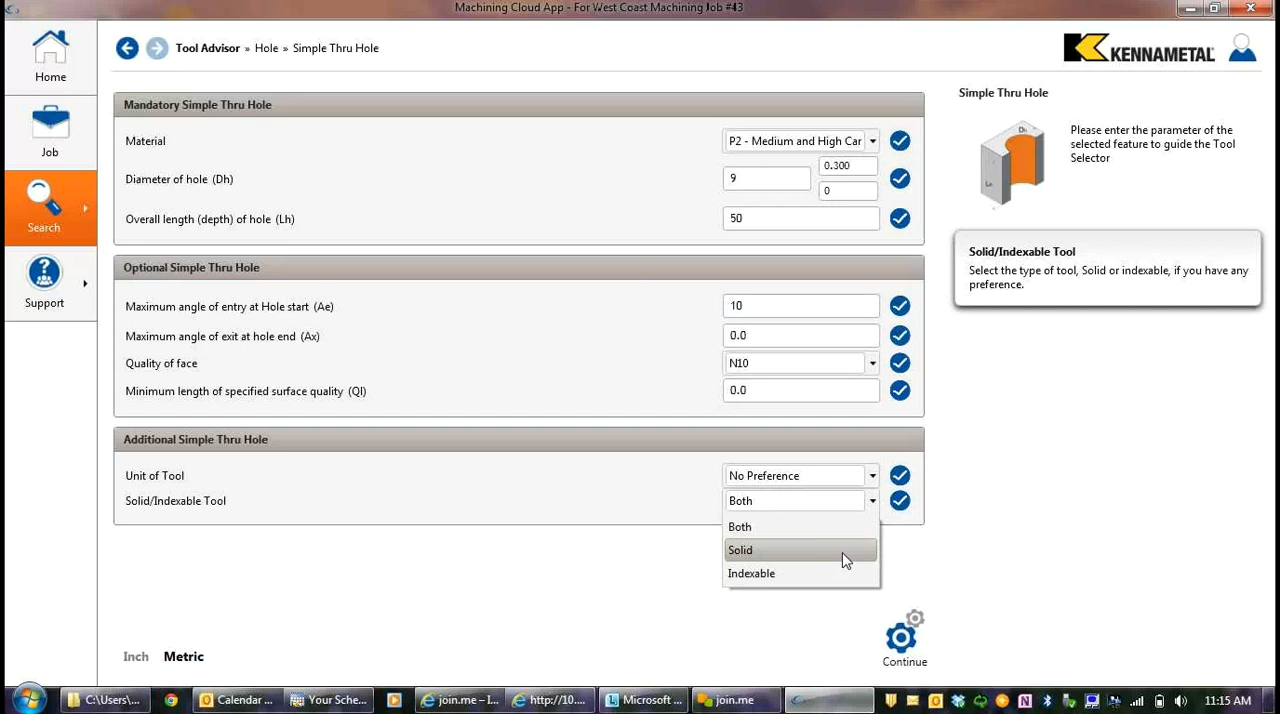 Machining Cloud App - For West Coast Machining Job #43
Home
Job
Search
Support
Tool Advisor » Hole » Simple Thru Hole
KENNAMETAL
Mandatory Simple Thru Hole
Material
P2 - Medium and High Car
Diameter of hole (Dh)
9
0.300
0
Overall length (depth) of hole (Lh)
50
Optional Simple Thru Hole
Maximum angle of entry at Hole start (Ae)
10
Maximum angle of exit at hole end (Ax)
0.0
Quality of face
N10
Minimum length of specified surface quality (Ql)
0.0
Additional Simple Thru Hole
Unit of Tool
No Preference
Solid/Indexable Tool
Both
Both
Solid
Indexable
Inch Metric
Continue
Simple Thru Hole
Dh
Please enter the parameter of the
selected feature to guide the Tool
Selector
Solid/Indexable Tool
Select the type of tool, Solid or indexable, if you have any
preference.
C:\Users\... Calendar ... Your Sche... join.me - I... http://10.... Microsoft ... join.me 11:15 AM